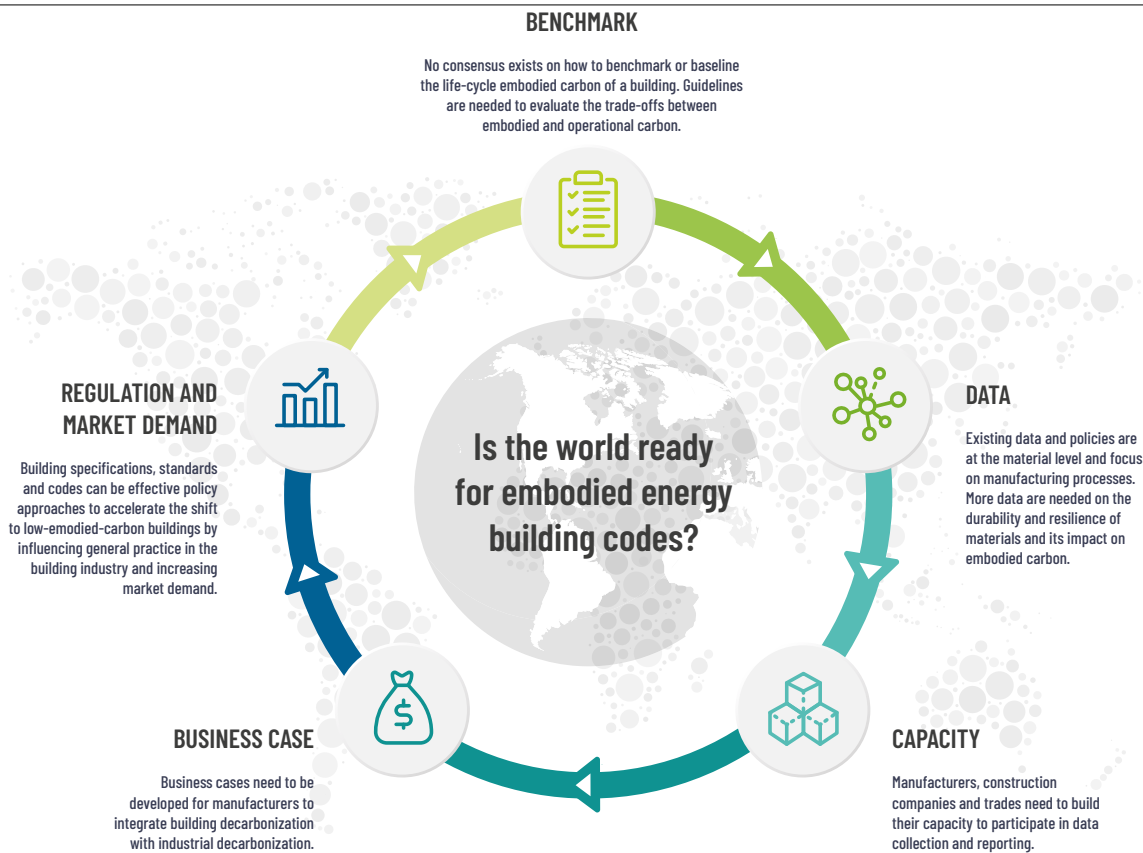 BENCHMARK
No consensus exists on how to benchmark or baseline
the life-cycle embodied carbon of a building. Guidelines
are needed to evaluate the trade-offs between
embodied and operational carbon.
DATA
Existing data and policies are
at the material level and focus
on manufacturing processes.
More data are needed on the
durability and resilience of
materials and its impact on
embodied carbon.
CAPACITY
Manufacturers, construction
companies and trades need to build
their capacity to participate in data
collection and reporting.
BUSINESS CASE
Business cases need to be
developed for manufacturers to
integrate building decarbonization
with industrial decarbonization.
REGULATION AND
MARKET DEMAND
Building specifications, standards
and codes can be effective policy
approaches to accelerate the shift
to low-emodied-carbon buildings by
influencing general practice in the
building industry and increasing
market demand.
Is the world ready
for embodied energy
building codes?
$